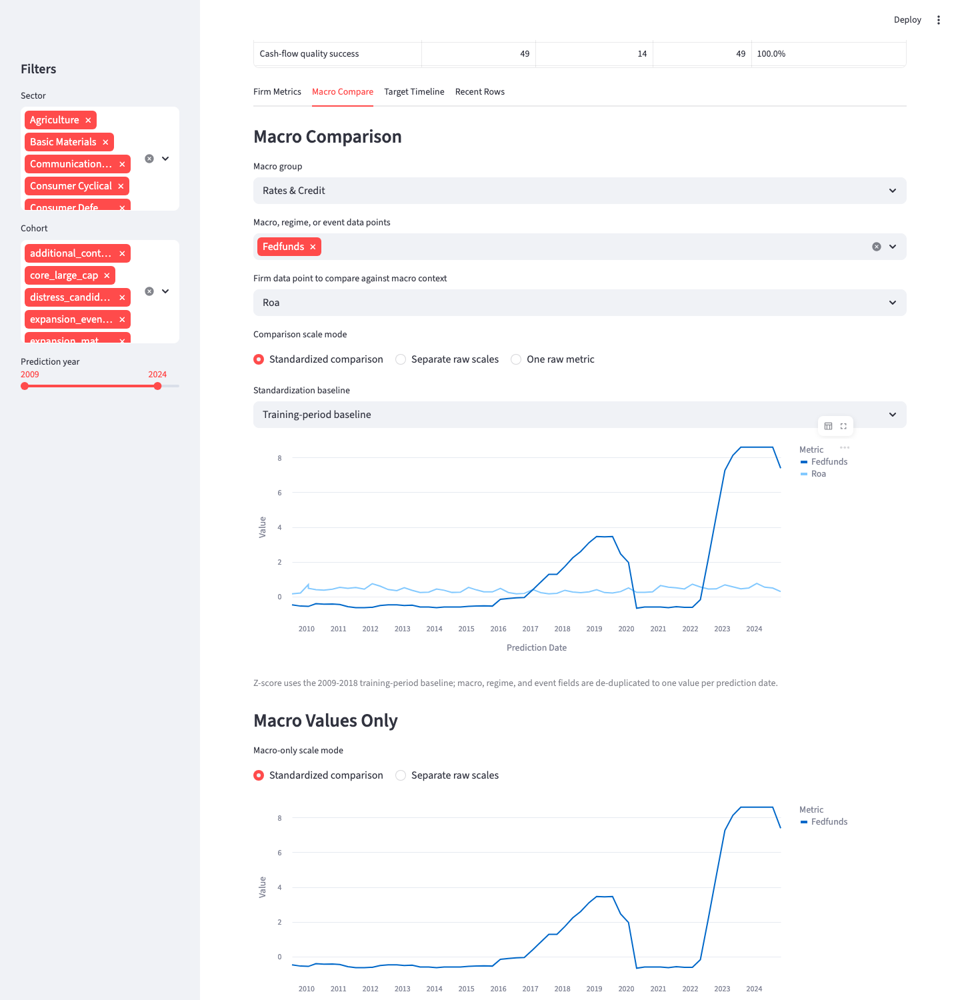 Deploy
Filters
Sector
Agriculture
Basic Materials
Communication...
Consumer Cyclical
Consumer Defe
Cohort
additional_cont...
core_large_cap
distress_candid...
expansion_even...
expansion_mat
Prediction year
2009 2024
Cash-flow quality success 49 14 49 100.0%
Firm Metrics Macro Compare Target Timeline Recent Rows
Macro Comparison
Macro group
Rates & Credit
Macro, regime, or event data points
Fedfunds
Firm data point to compare against macro context
Roa
Comparison scale mode
Standardized comparison Separate raw scales One raw metric
Standardization baseline
Training-period baseline
Metric
Fedfunds
Roa
8
6
4
2
0
Value
2010 2011 2012 2013 2014 2015 2016 2017 2018 2019 2020 2021 2022 2023 2024
Prediction Date
Z-score uses the 2009-2018 training-period baseline; macro, regime, and event fields are de-duplicated to one value per prediction date.
Macro Values Only
Macro-only scale mode
Standardized comparison Separate raw scales
Metric
Fedfunds
8
6
4
2
0
Value
2010 2011 2012 2013 2014 2015 2016 2017 2018 2019 2020 2021 2022 2023 2024